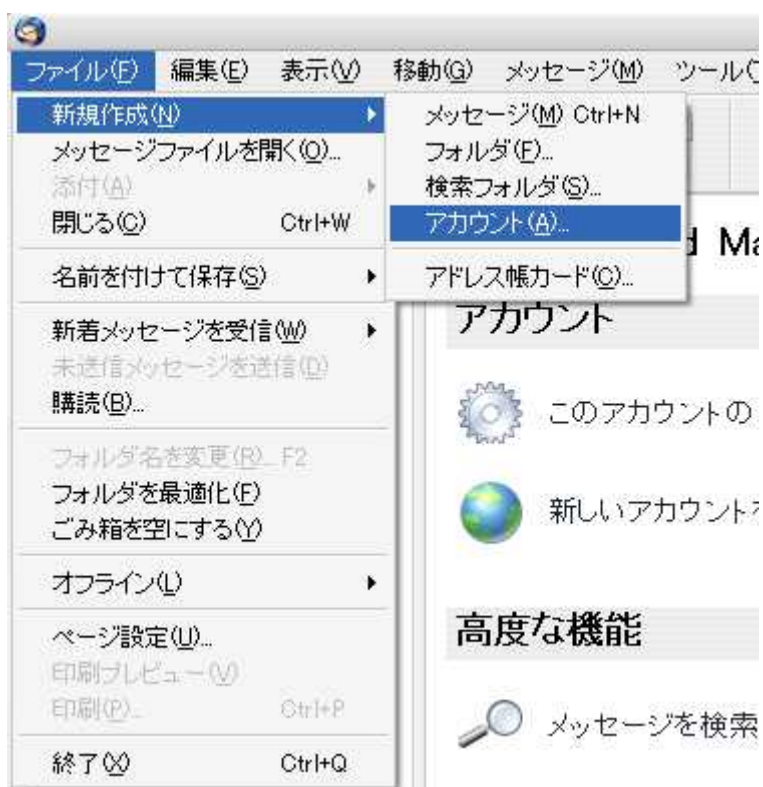 ファイル(F) 編集(E) 表示(V) 移動(G) メッセージ(M) ツール(T
新規作成(N)
メッセージファイルを開く(O)...
添付(A)
閉じる(C) Ctrl+W
名前を付けて保存(S)
新着メッセージを受信(W)
未送信メッセージを送信(D)
購読(B)...
フォルダ名を変更(R)... F2
フォルダを最適化(F)
ごみ箱を空にする(Y)
オフライン(L)
ページ設定(U)...
印刷プレビュー(V)
印刷(P)... Ctrl+P
終了(X) Ctrl+Q
メッセージ(M) Ctrl+N
フォルダ(F)...
検索フォルダ(S)...
アカウント(A)...
アドレス帳カード(C)...
d Ma
アカウント
このアカウントの
新しいアカウントを
高度な機能
メッセージを検索